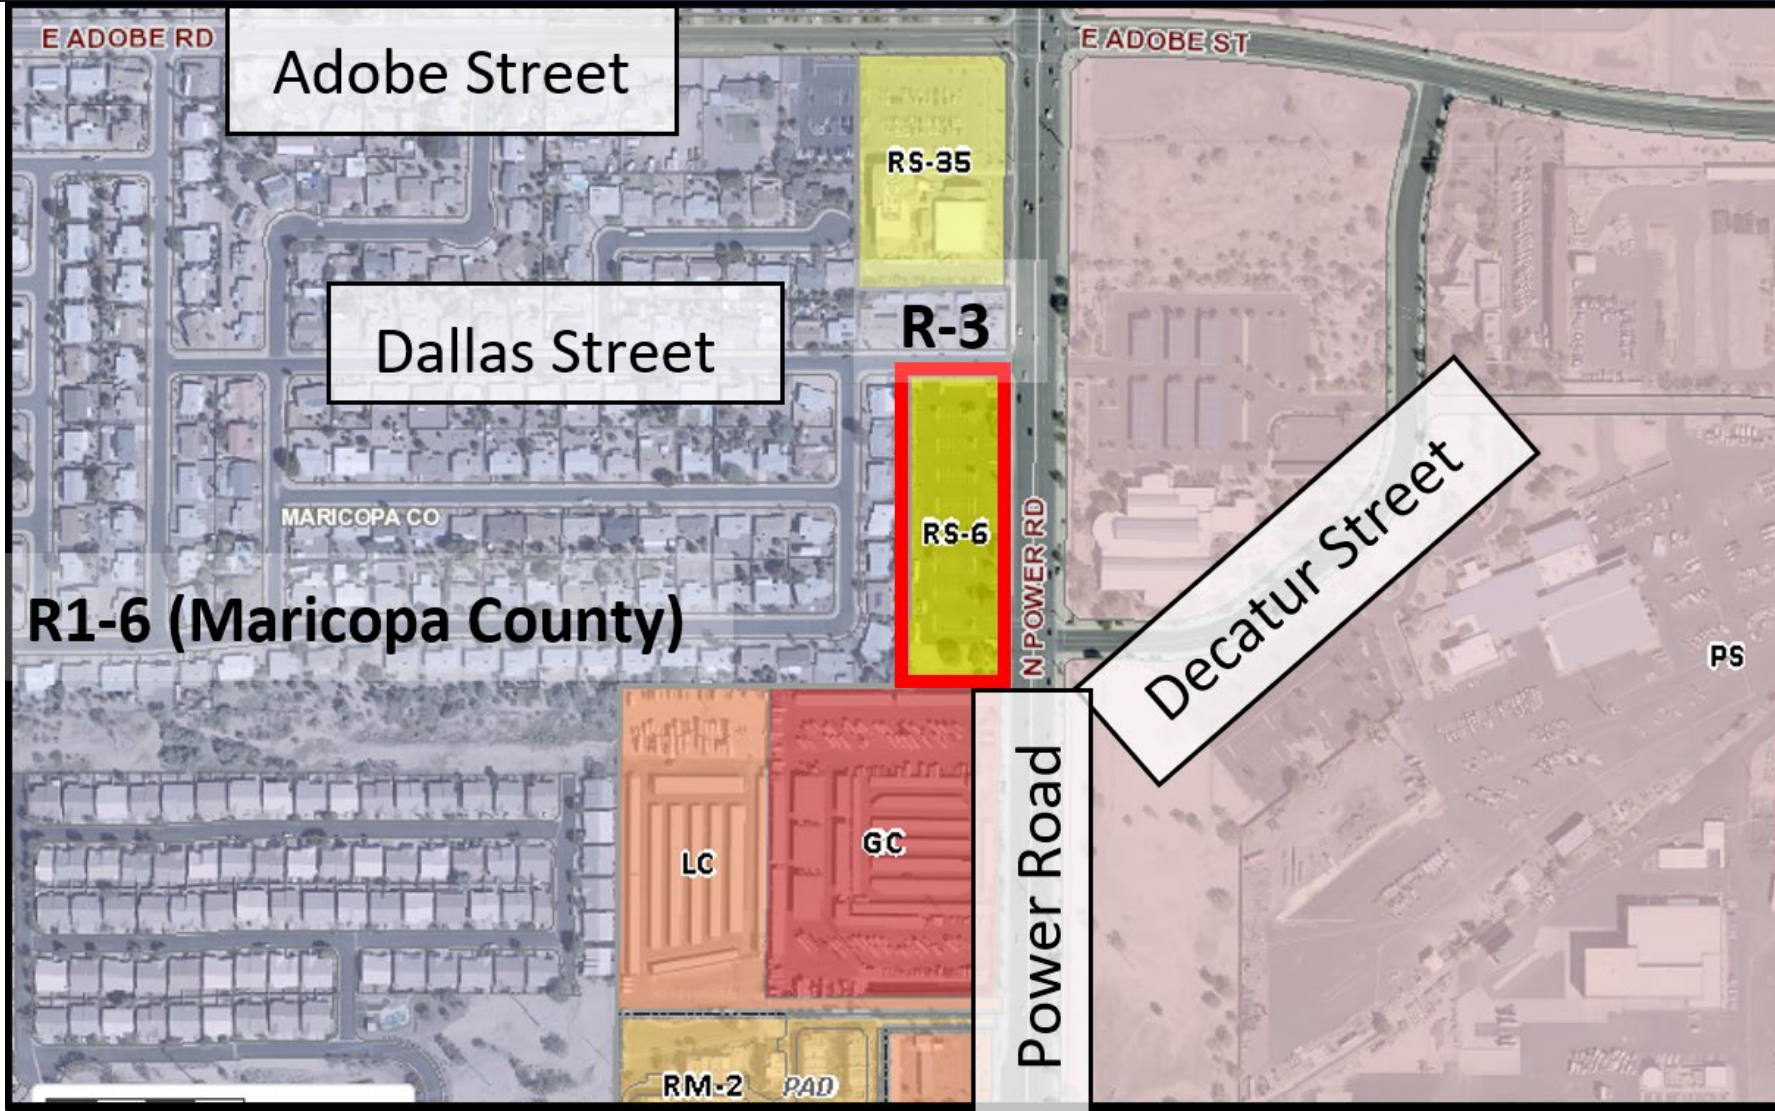 E ADOBE RD
Adobe Street
E ADOBE ST
RS-35
R-3
Dallas Street
RS-6
MARICOPA CO
N POWER RD
Decatur Street
R1-6 (Maricopa County)
PS
Power Road
GC
LC
RM-2
PAD